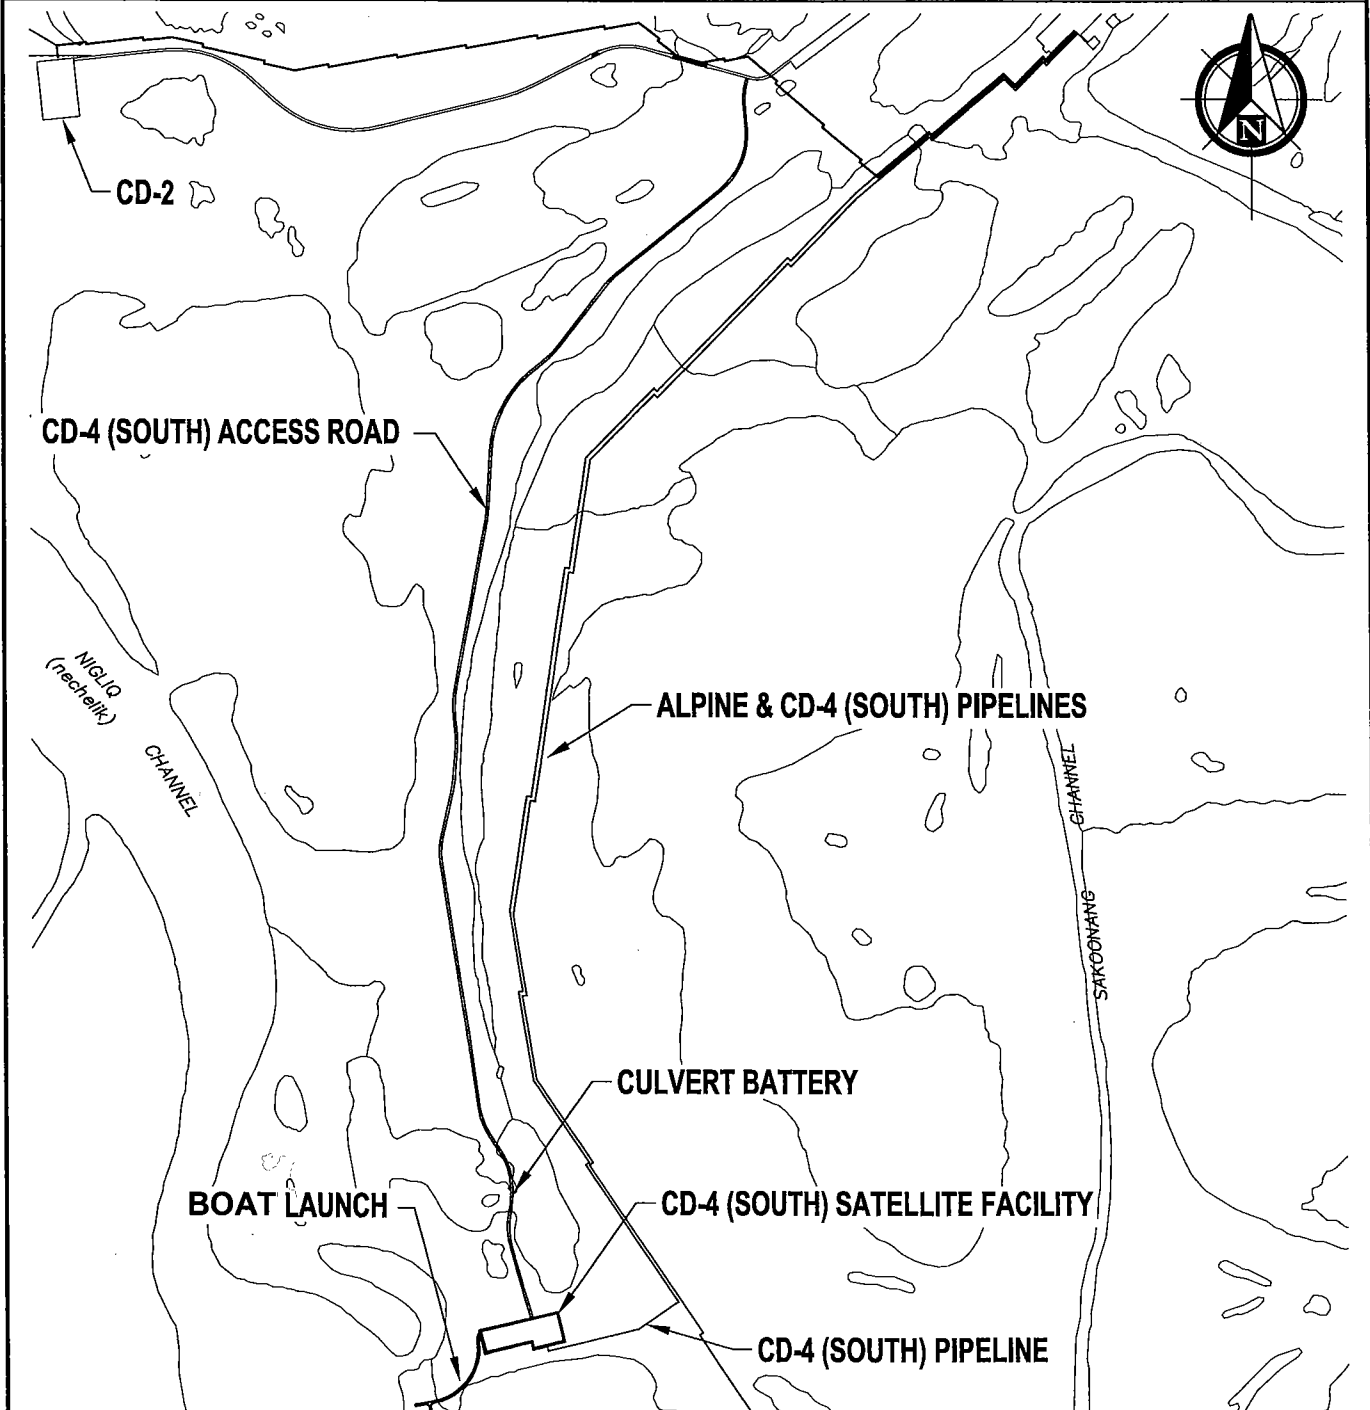 N
CD-2
CD-4 (SOUTH) ACCESS ROAD
NIGLIQ
(nechelik)
CHANNEL
ALPINE & CD-4 (SOUTH) PIPELINES
CHANNEL
SAKOONANG
CULVERT BATTERY
BOAT LAUNCH
CD-4 (SOUTH) SATELLITE FACILITY
CD-4 (SOUTH) PIPELINE